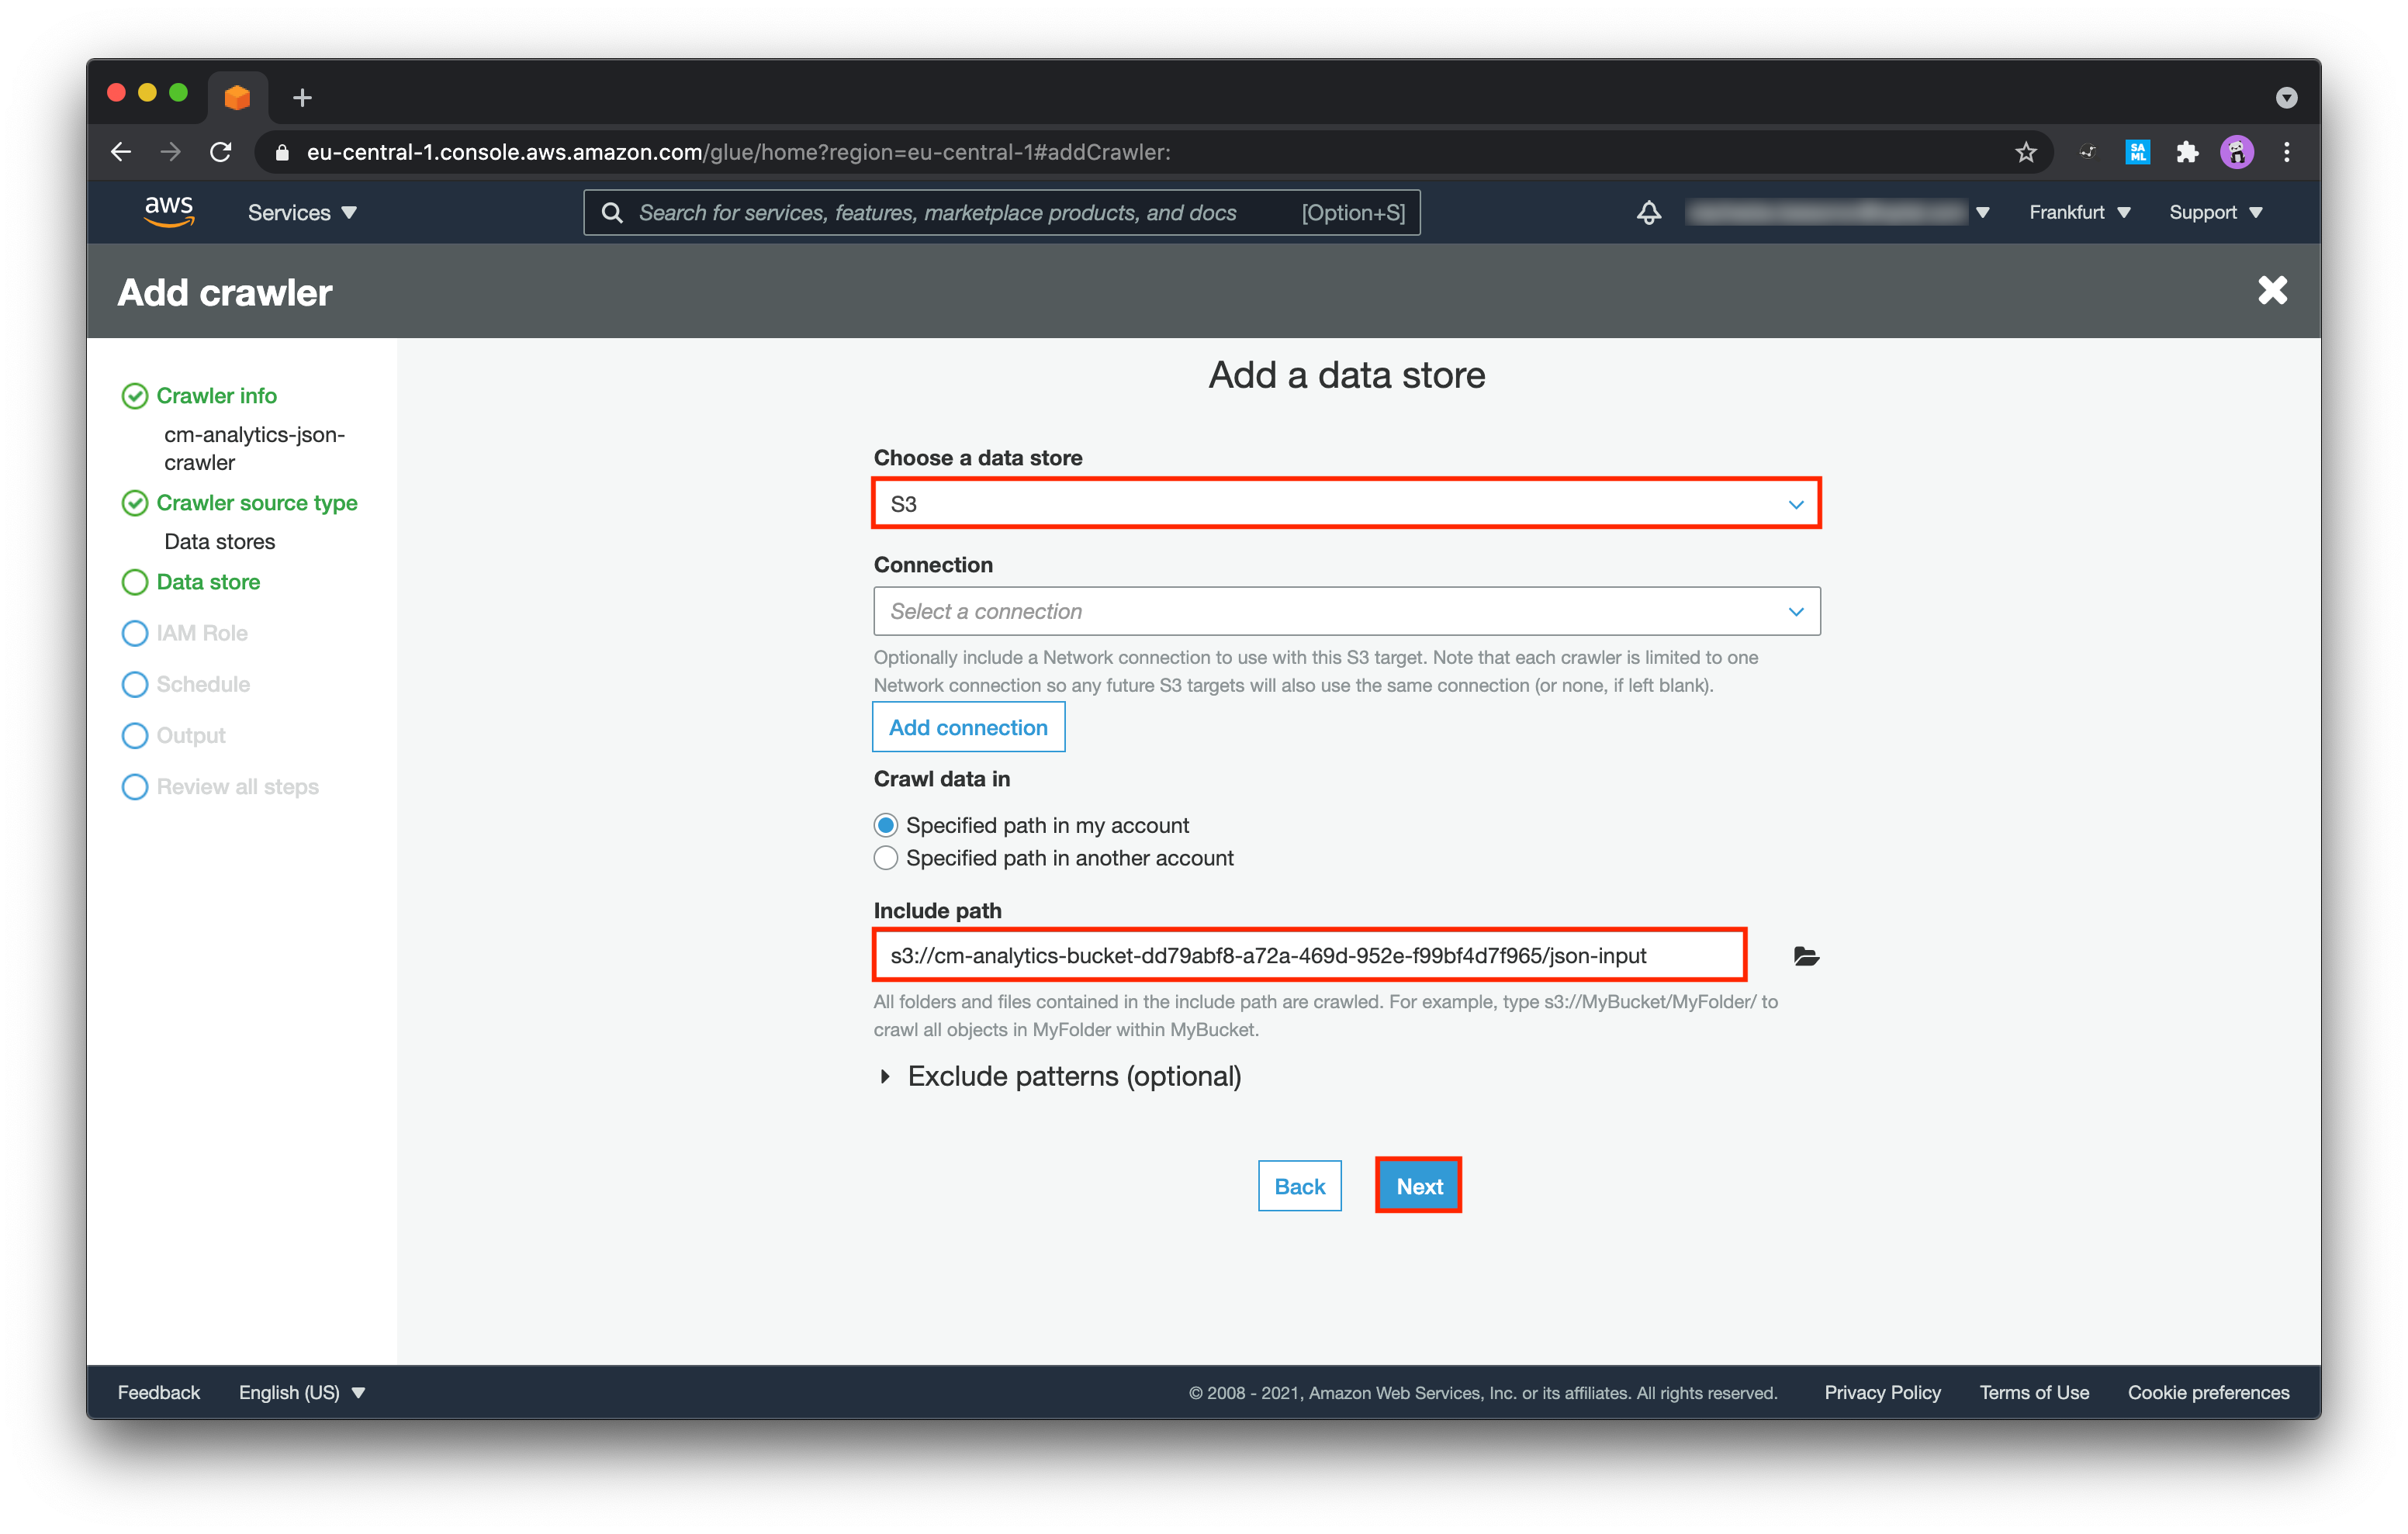 eu-central-1.console.aws.amazon.com/glue/home?region=eu-central-1#addCrawler:
SA
ML
aws
Services
Search for services, features, marketplace products, and docs
[Option+S]
Frankfurt
Support
Add crawler
Crawler info
cm-analytics-json-
crawler
Crawler source type
Data stores
Data store
IAM Role
Schedule
Output
Review all steps
Add a data store
Choose a data store
S3
Connection
Select a connection
Optionally include a Network connection to use with this S3 target. Note that each crawler is limited to one
Network connection so any future S3 targets will also use the same connection (or none, if left blank).
Add connection
Crawl data in
Specified path in my account
Specified path in another account
Include path
s3://cm-analytics-bucket-dd79abf8-a72a-469d-952e-f99bf4d7f965/json-input
All folders and files contained in the include path are crawled. For example, type s3://MyBucket/MyFolder/ to
crawl all objects in MyFolder within MyBucket.
Exclude patterns (optional)
Back
Next
Feedback
English (US)
© 2008 - 2021, Amazon Web Services, Inc. or its affiliates. All rights reserved.
Privacy Policy
Terms of Use
Cookie preferences